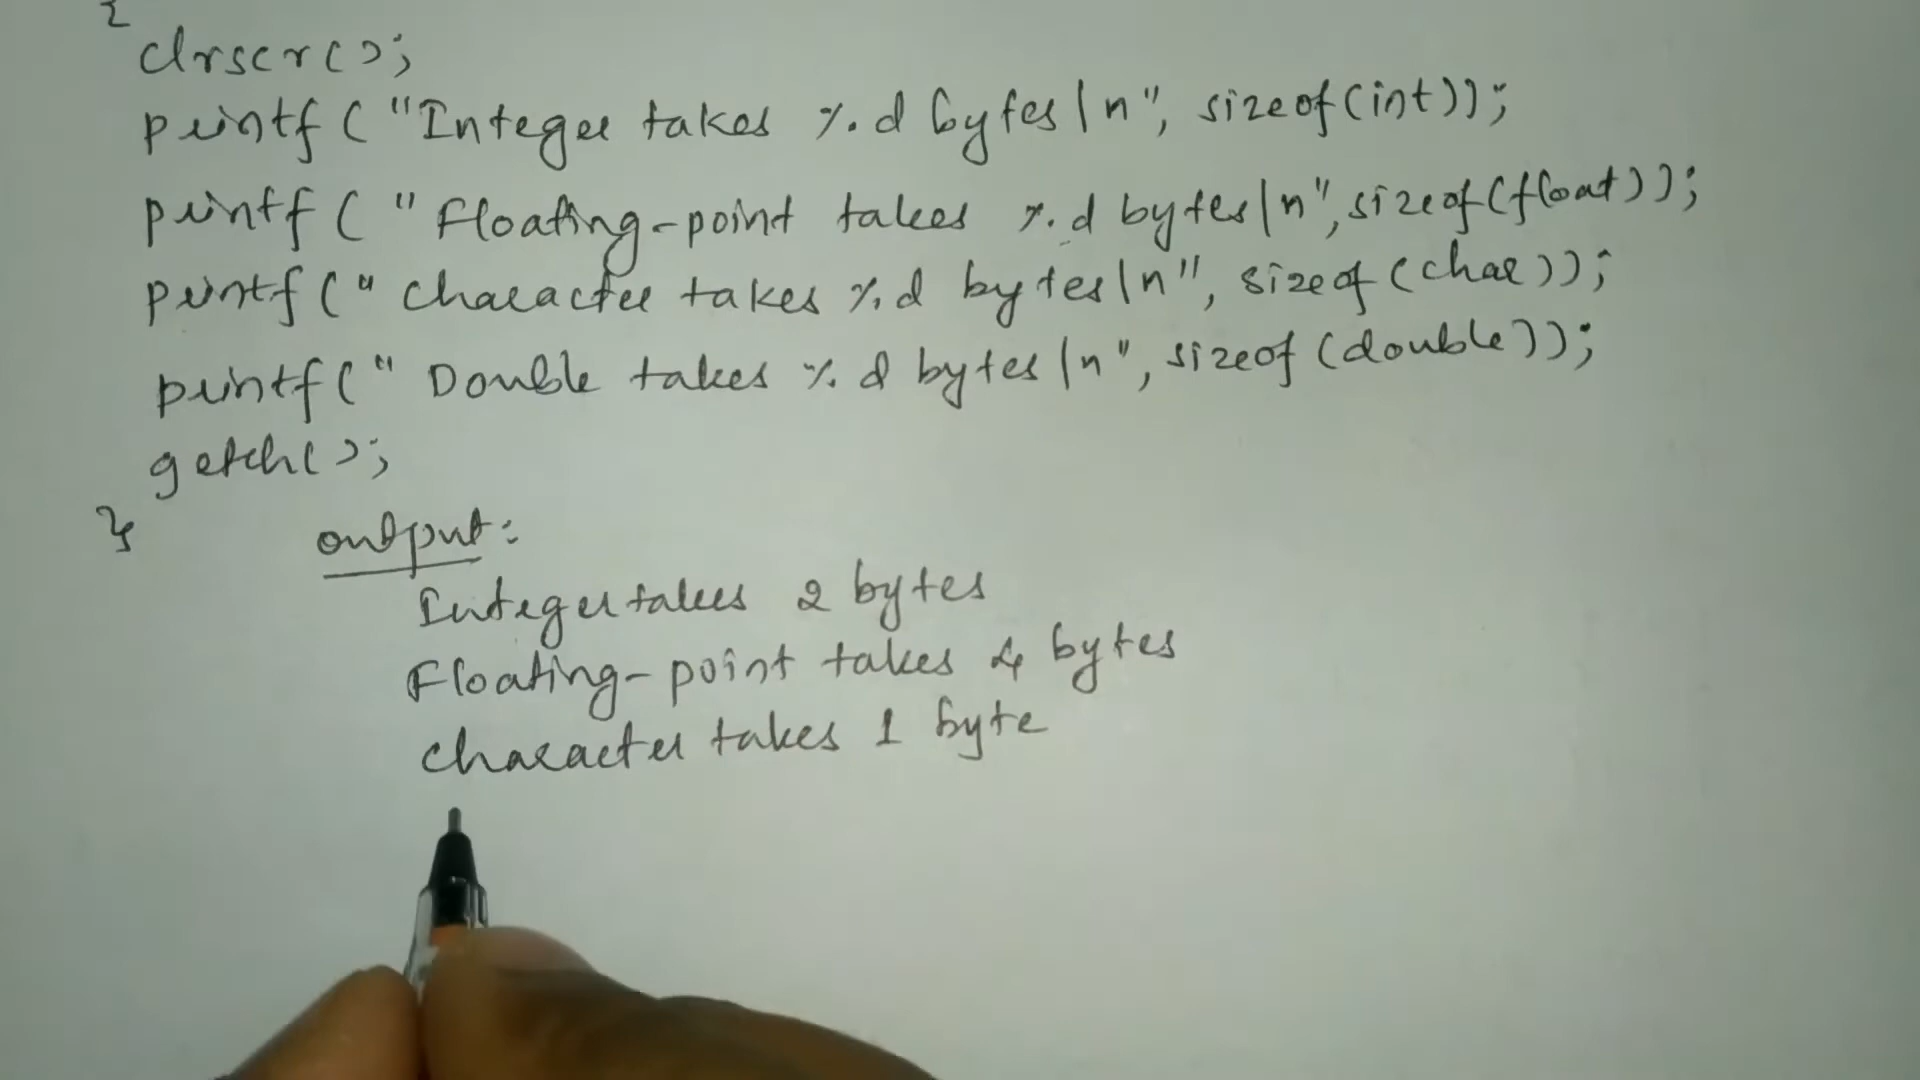 {
clrscr();
printf("Integer takes %d bytes\n", sizeof(int));
printf("Floating-point takes %d bytes\n", sizeof(float));
printf("Character takes %d bytes\n", sizeof(char));
printf("Double takes %d bytes\n", sizeof(double));
getch();
}
output:
Integer takes 2 bytes
Floating-point takes 4 bytes
Character takes 1 byte